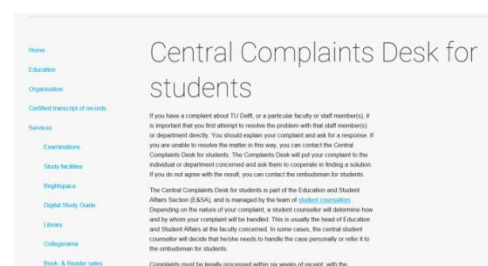 Home
Education
Organisation
Certified transcript of records
Services
Examinations
Study facilities
Brightspace
Digital Study Guide
Library
Collegerama
Book- & Reader sales
Central Complaints Desk for
students
If you have a complaint about TU Delft, or a particular faculty or staff member(s), it
is important that you first attempt to resolve the problem with that staff member(s)
or department directly. You should explain your complaint and ask for a response. If
you are unable to resolve the matter in this way, you can contact the Central
Complaints Desk for students. The Complaints Desk will put your complaint to the
individual or department concerned and ask them to cooperate in finding a solution.
If you do not agree with the result, you can contact the ombudsman for students.
The Central Complaints Desk for students is part of the Education and Student
Affairs Section (E&SA), and is managed by the team of student counsellors.
Depending on the nature of your complaint, a student counsellor will determine how
and by whom your complaint will be handled. This is usually the head of Education
and Student Affairs at the faculty concerned. In some cases, the central student
counsellor will decide that he/she needs to handle the case personally or refer it to
the ombudsman for students.
Complaints must be legally processed within six weeks of receipt, with the